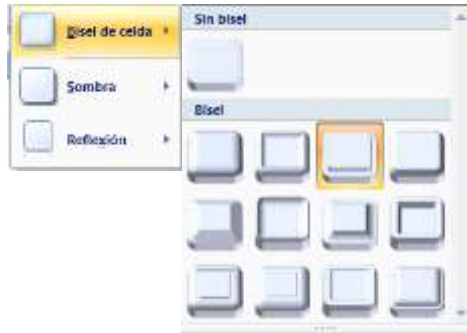 Bisel de celda
Sombra
Reflexión
Sin bisel
Bisel